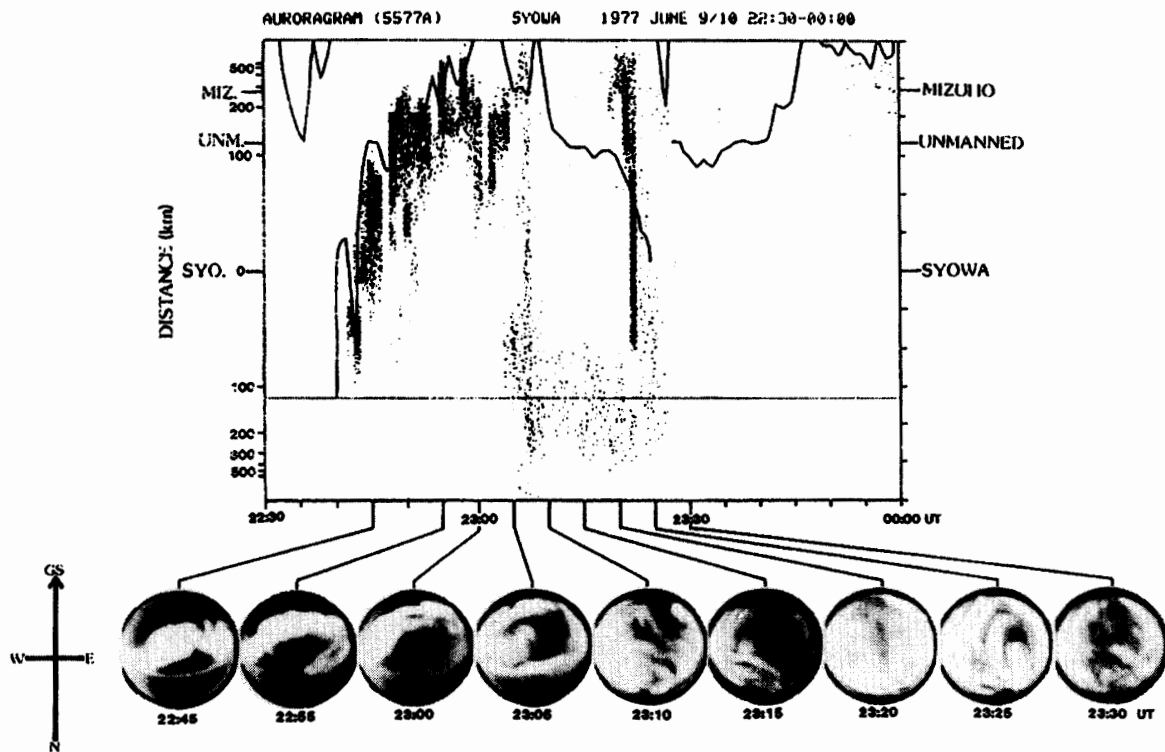 AURORAGRAM (5577A) SYOWA 1977 JUNE 9/10 22:30-00:00
500
MIZ.
200
MIZUHO
UNM.
UNMANNED
100
DISTANCE (km)
SYO. 0
SYOWA
100
200
300
500
22:30 23:00 23:30 00:00 UT
GS
W E
N
22:45 22:55 23:00 23:05 23:10 23:15 23:20 23:25 23:30 UT